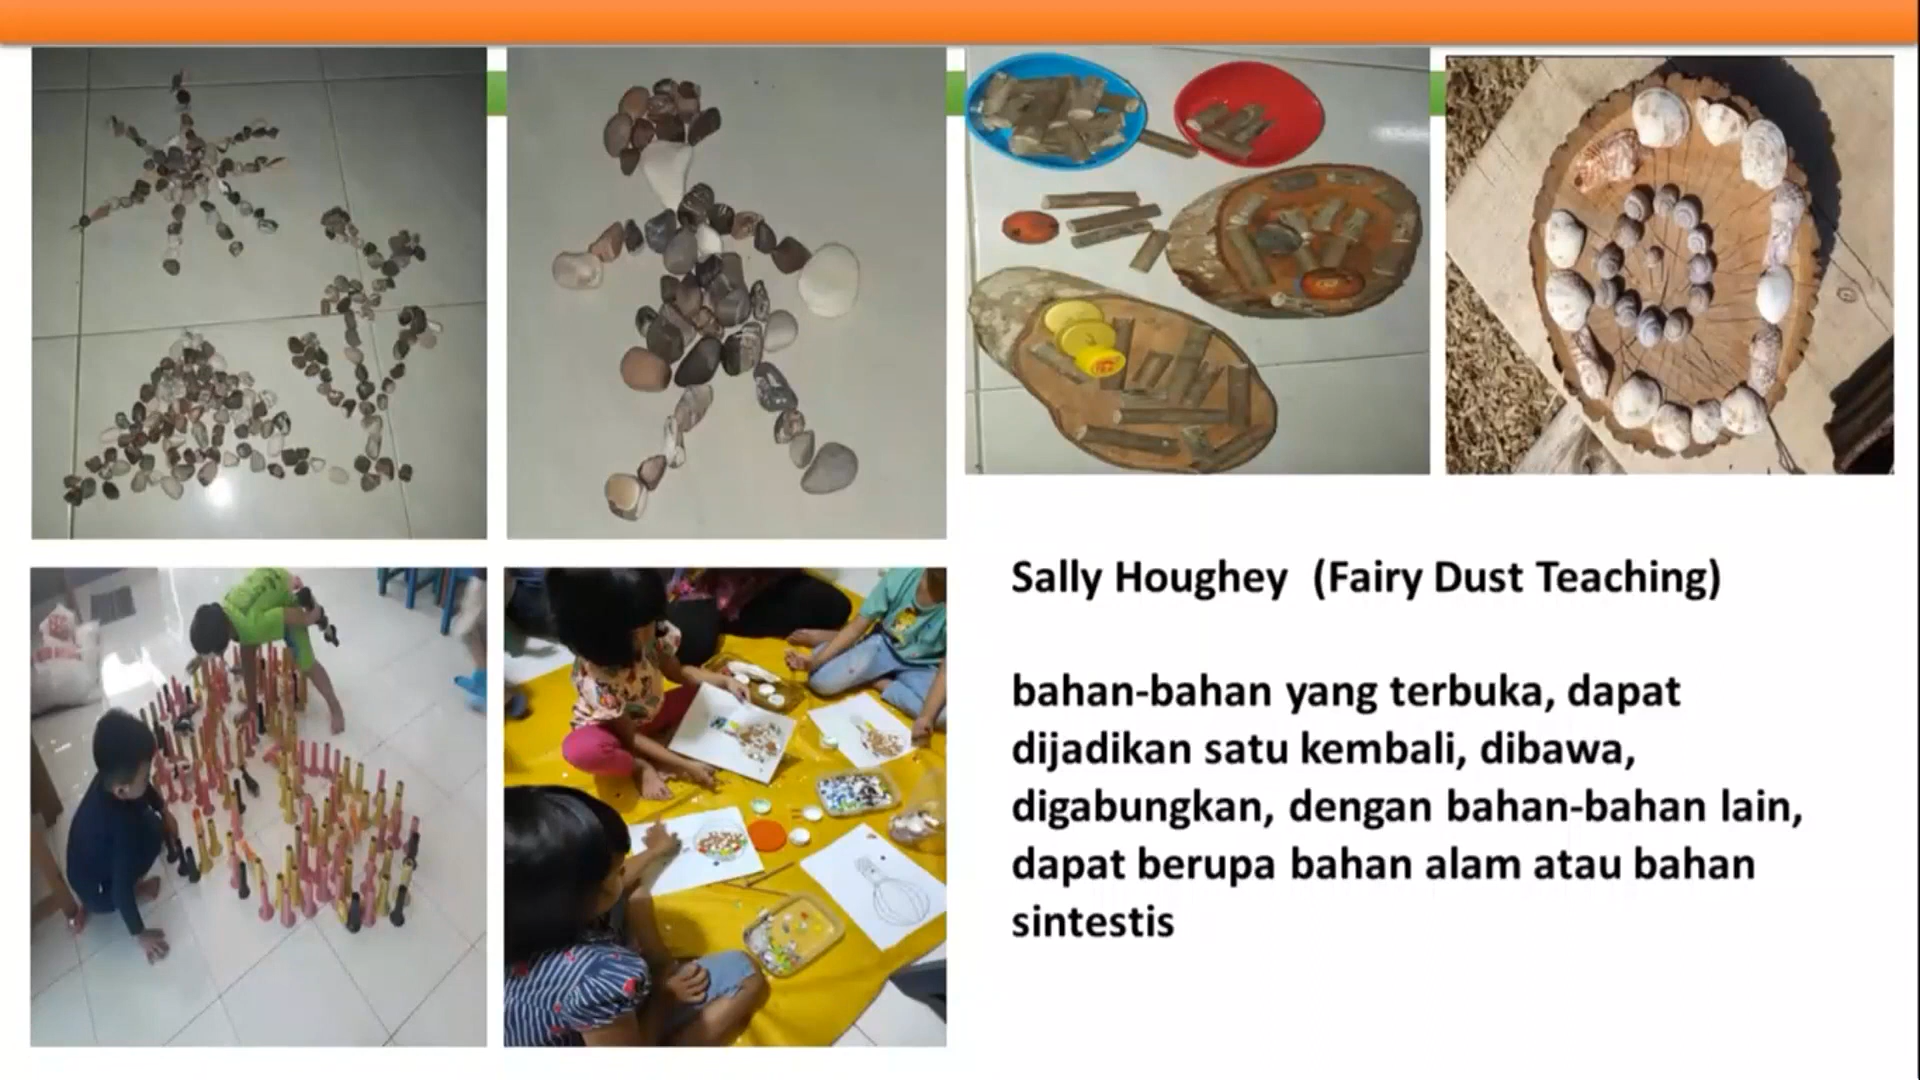 Sally Houghey  (Fairy Dust Teaching)
bahan-bahan yang terbuka, dapat
dijadikan satu kembali, dibawa,
digabungkan, dengan bahan-bahan lain,
dapat berupa bahan alam atau bahan
sintestis